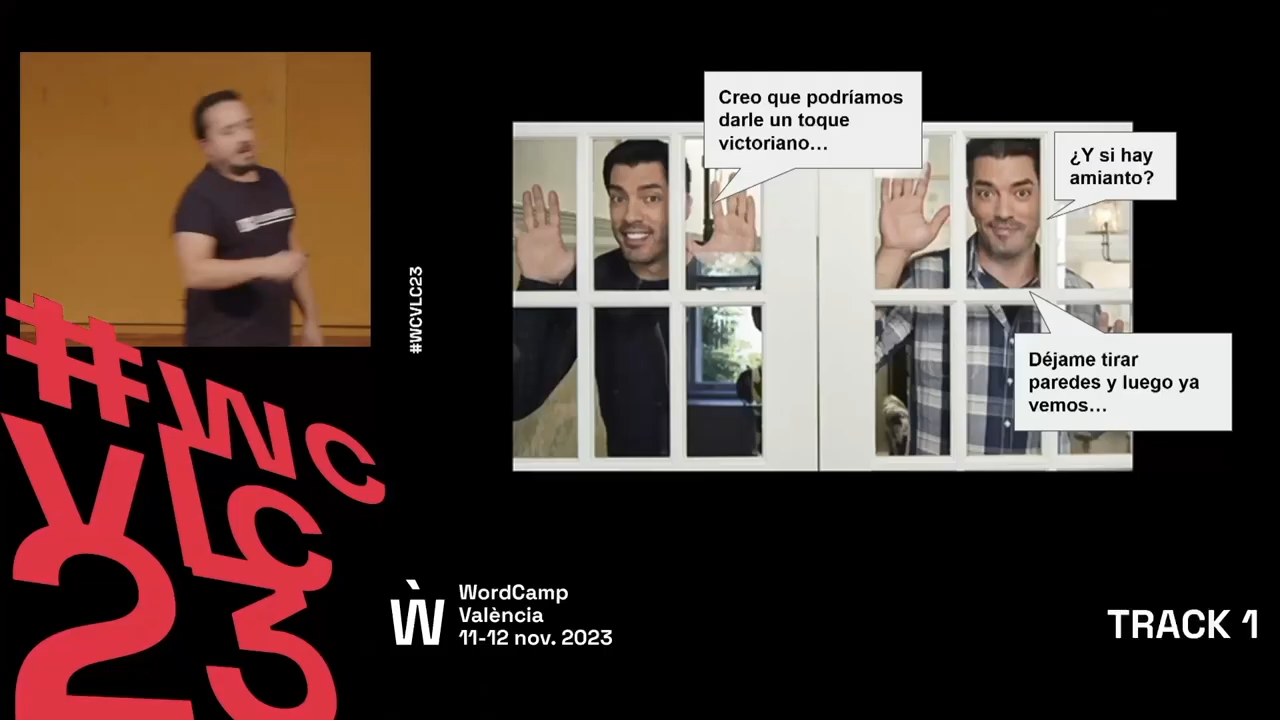 Creo que podríamos
darle un toque
victoriano…
¿Y si hay
amianto?
Déjame tirar
paredes y luego ya
vemos…
#WCVLC23
#WC
VLC
23
Ẁ WordCamp
València
11-12 nov. 2023
TRACK 1